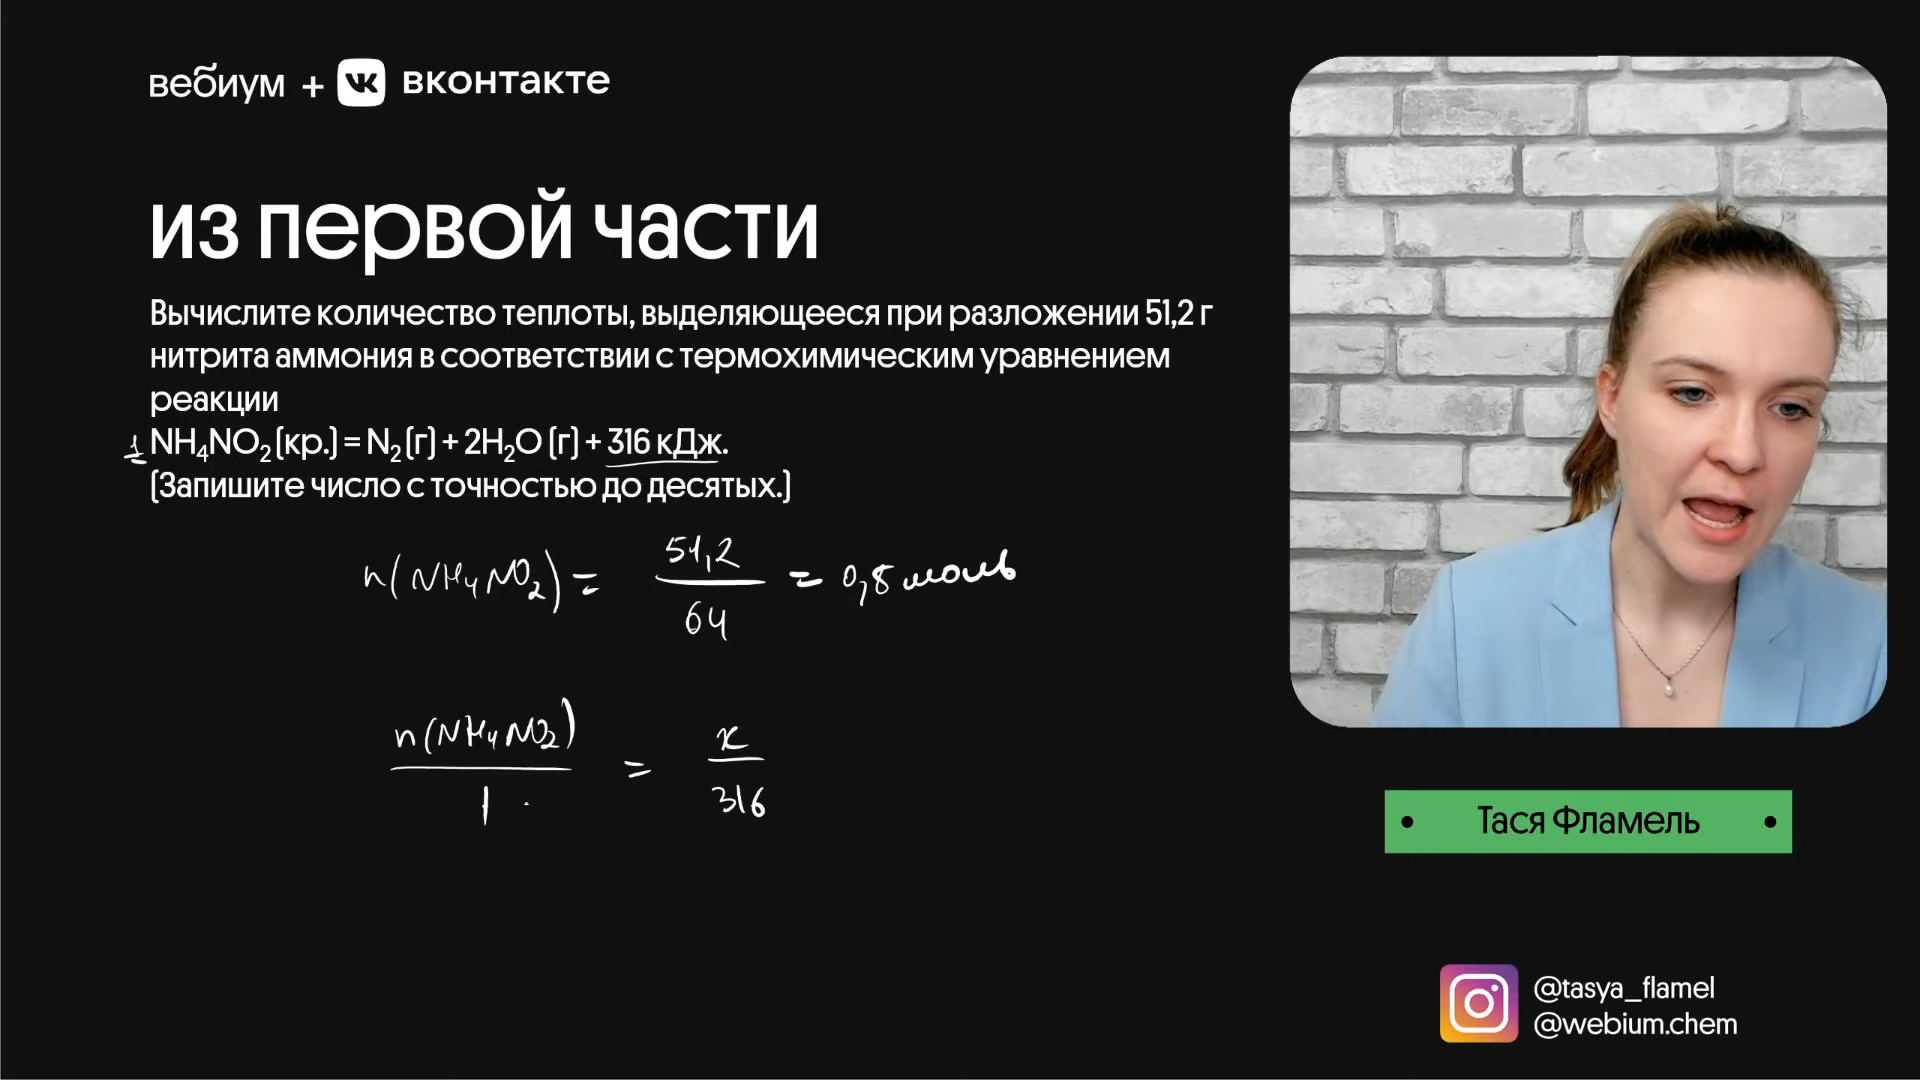 вебиум + вконтакте
из первой части
Вычислите количество теплоты, выделяющееся при разложении 51,2 г
нитрита аммония в соответствии с термохимическим уравнением
реакции
1 NH₄NO₂ (кр.) = N₂ (г) + 2H₂O (г) + 316 кДж.
(Запишите число с точностью до десятых.)
n(NH₄NO₂) = 51,2 / 64 = 0,8 моль
n(NH₄NO₂) / 1 = x / 316
• Тася Фламель •
@tasya_flamel
@webium.chem